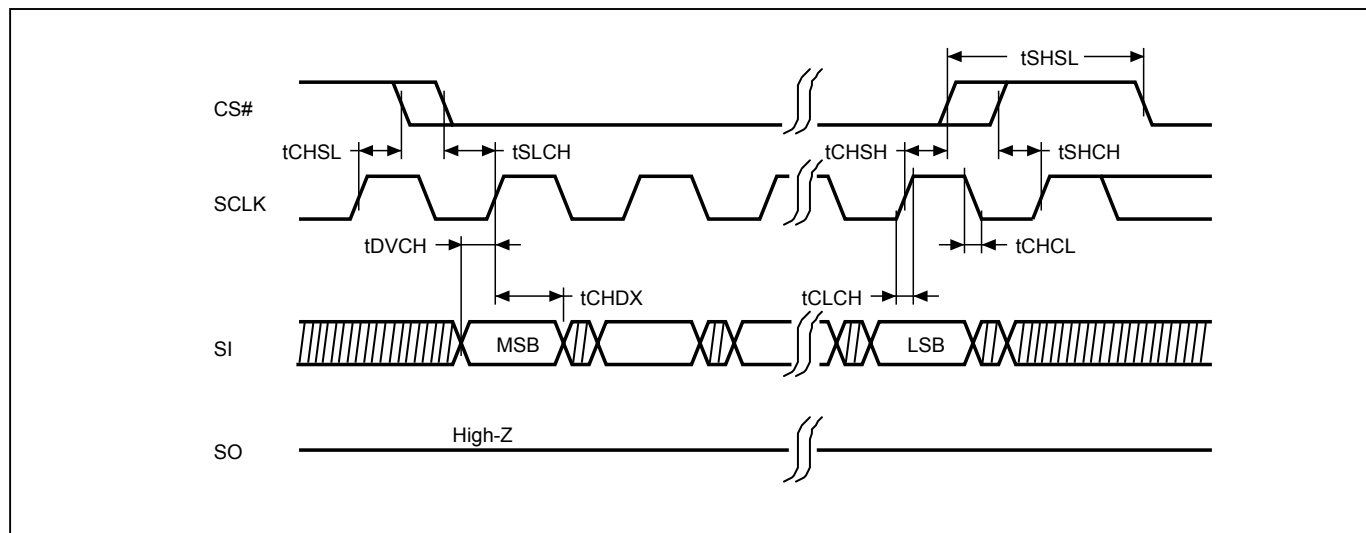 tSHSL
CS#
tCHSL
tSLCH
tCHSH
tSHCH
SCLK
tDVCH
tCHCL
tCHDX
tCLCH
SI
MSB
LSB
High-Z
SO